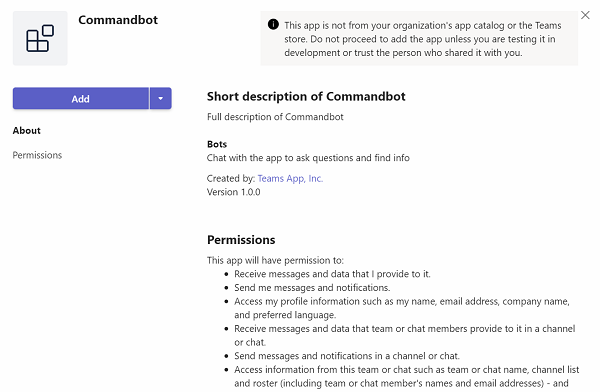 Commandbot
This app is not from your organization's app catalog or the Teams
store. Do not proceed to add the app unless you are testing it in
development or trust the person who shared it with you.
Add
About
Permissions
Short description of Commandbot
Full description of Commandbot
Bots
Chat with the app to ask questions and find info
Created by: Teams App, Inc.
Version 1.0.0
Permissions
This app will have permission to:
• Receive messages and data that I provide to it.
• Send me messages and notifications.
• Access my profile information such as my name, email address, company name,
and preferred language.
• Receive messages and data that team or chat members provide to it in a channel
or chat.
• Send messages and notifications in a channel or chat.
• Access information from this team or chat such as team or chat name, channel list
and roster (including team or chat member's names and email addresses) - and